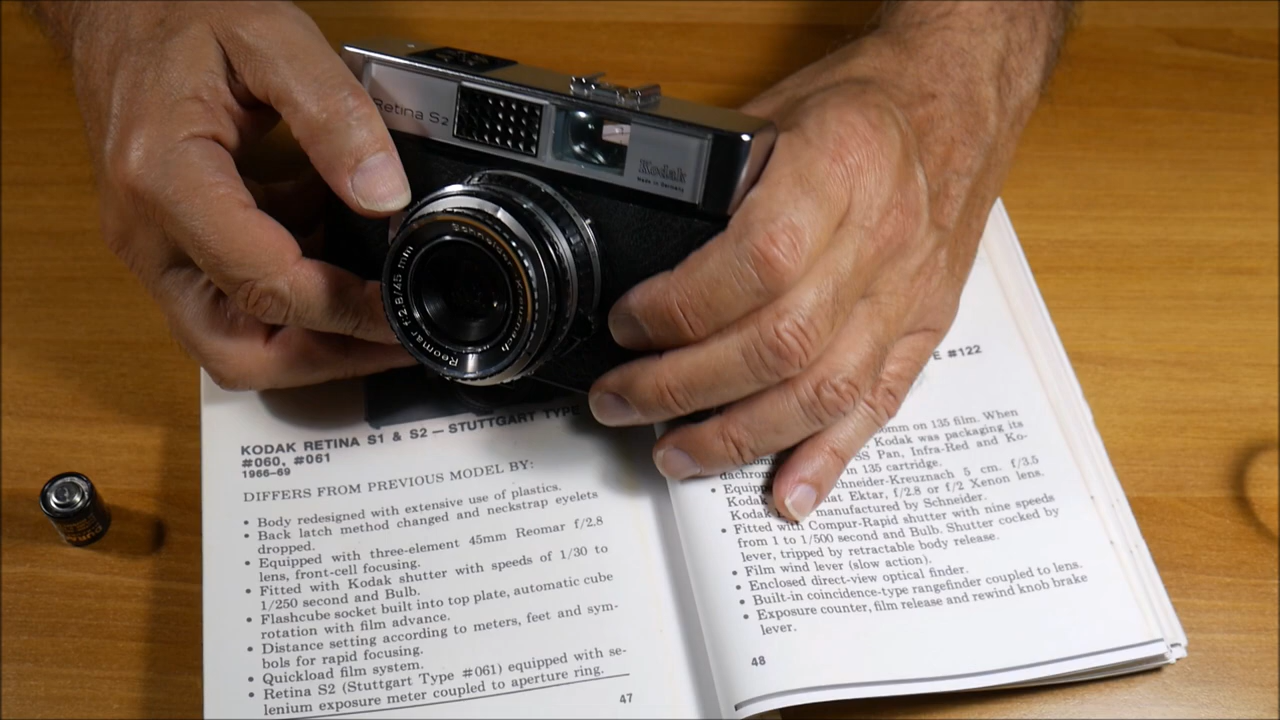 Retina S2
Kodak
Made in Germany
Schneider-Kreuznach
Reomar f:2.8/45 mm
KODAK RETINA S1 & S2 — STUTTGART TYPE
#060, #061
1966–69
DIFFERS FROM PREVIOUS MODEL BY:
• Body redesigned with extensive use of plastics.
• Back latch method changed and neckstrap eyelets
dropped.
• Equipped with three-element 45mm Reomar f/2.8
lens, front-cell focusing.
• Fitted with Kodak shutter with speeds of 1/30 to
1/250 second and Bulb.
• Flashcube socket built into top plate, automatic cube
rotation with film advance.
• Distance setting according to meters, feet and sym-
bols for rapid focusing.
• Quickload film system.
• Retina S2 (Stuttgart Type #061) equipped with se-
lenium exposure meter coupled to aperture ring.
47
#122
on 135 film. When
Kodak was packaging its
SS Pan, Infra-Red and Ko-
in 135 cartridge.
• 5 cm. f/3.5
Kodak Ektar, f/2.8 or f/2 Xenon lens,
manufactured by Schneider.
• Fitted with Compur-Rapid shutter with nine speeds
from 1 to 1/500 second and Bulb. Shutter cocked by
lever, tripped by retractable body release.
• Film wind lever (slow action).
• Enclosed direct-view optical finder.
• Built-in coincidence-type rangefinder coupled to lens.
• Exposure counter, film release and rewind knob brake
lever.
48